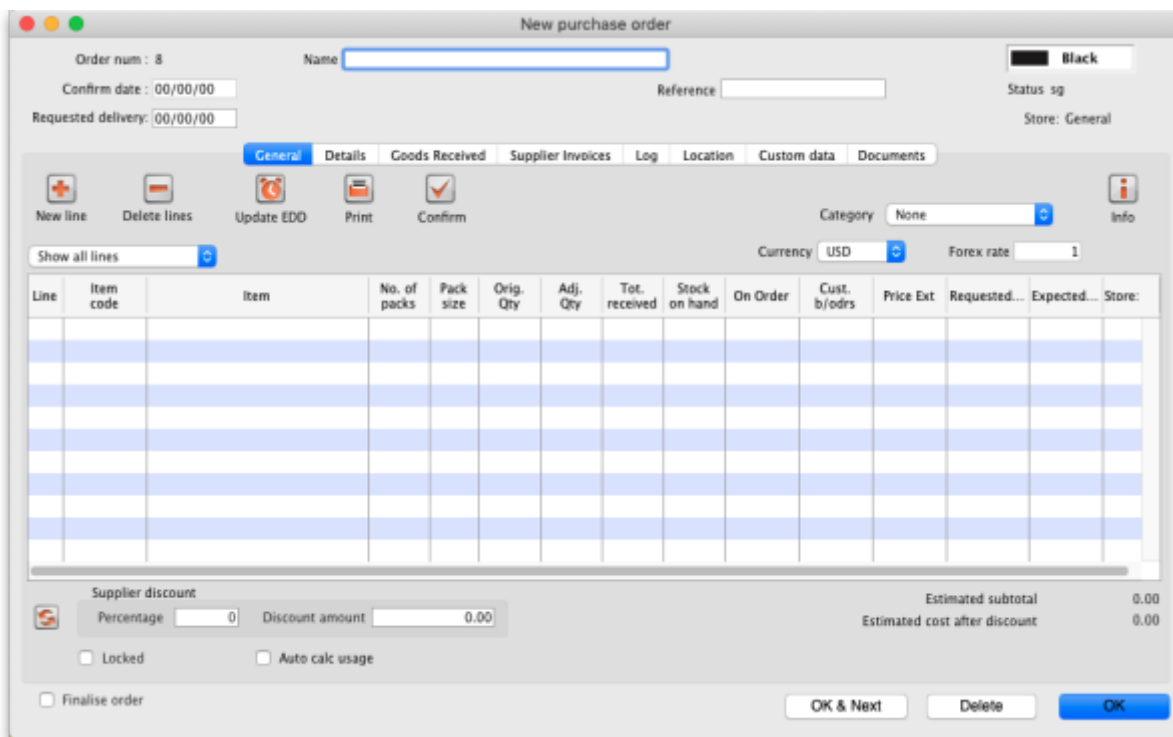 New purchase order
Order num : 8
Name
Black
Confirm date : 00/00/00
Reference
Status sg
Requested delivery: 00/00/00
Store: General
General Details Goods Received Supplier Invoices Log Location Custom data Documents
New line Delete lines Update EDD Print Confirm
Category None
Info
Show all lines
Currency USD
Forex rate 1
Line Item code Item No. of packs Pack size Orig. Qty Adj. Qty Tot. received Stock on hand On Order Cust. b/odrs Price Ext Requested... Expected... Store:
Supplier discount
Percentage 0 Discount amount 0.00
Estimated subtotal 0.00
Estimated cost after discount 0.00
Locked Auto calc usage
Finalise order
OK & Next Delete OK